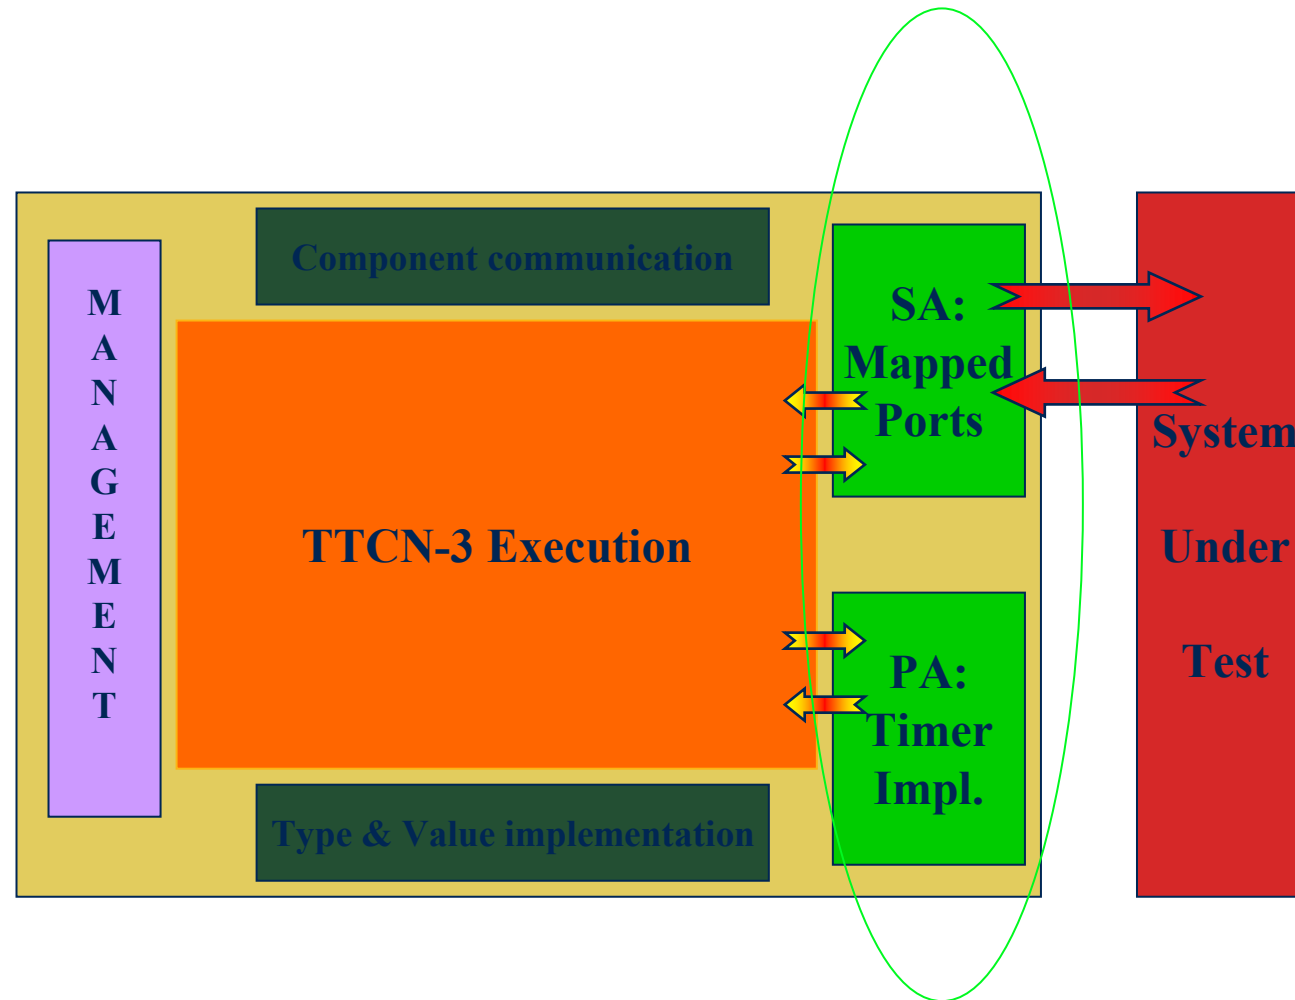 Component communication
M
A
N
A
G
E
M
E
N
T
SA:
Mapped
Ports
TTCN-3 Execution
PA:
Timer
Impl.
Type & Value implementation
System
Under
Test